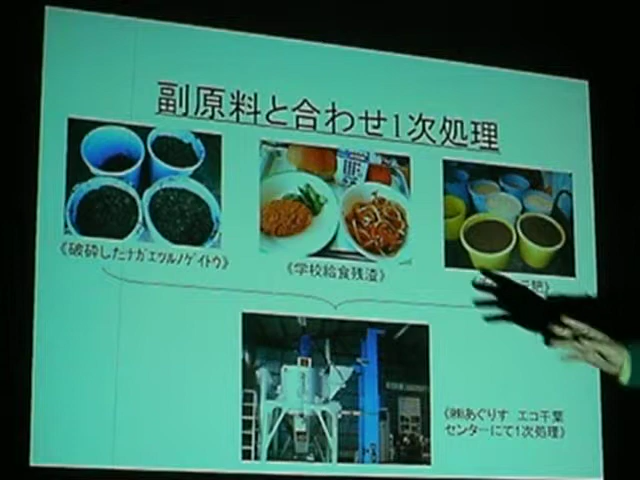 副原料と合わせ1次処理
《破砕したナガエツルノゲイトウ》
《学校給食残渣》
《㈱あぐりす エコ千葉
センターにて1次処理》